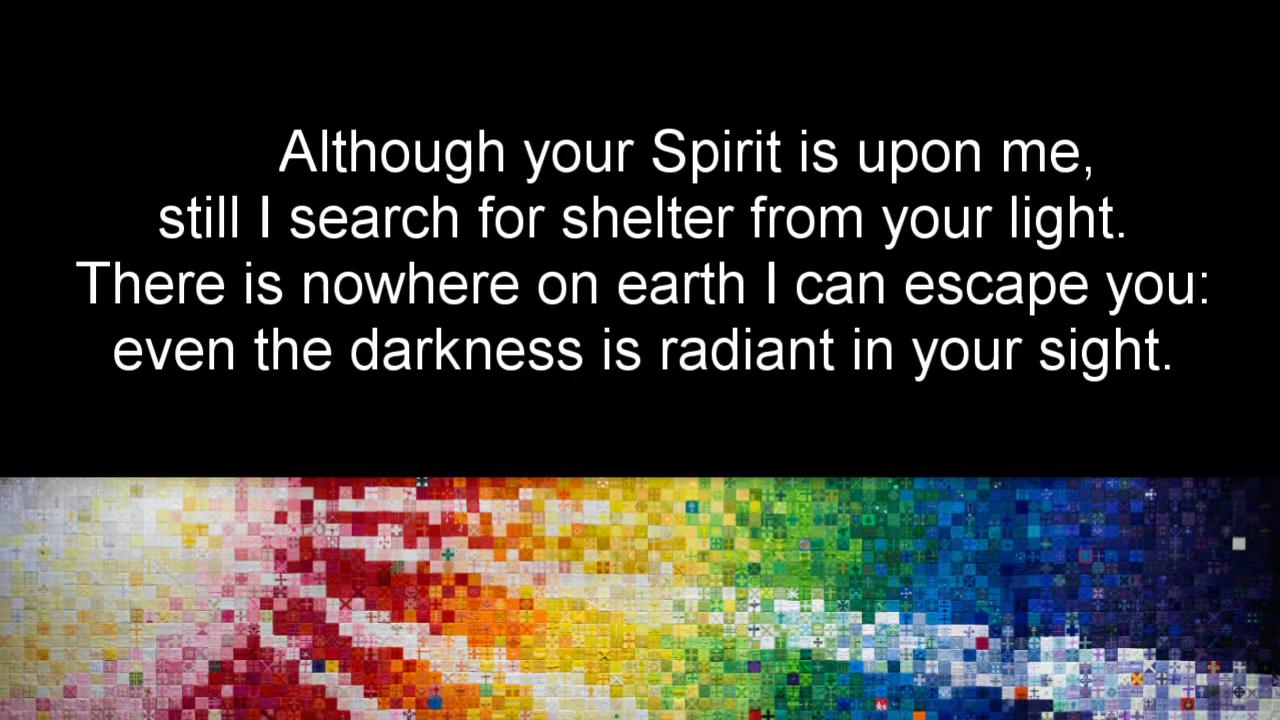 Although your Spirit is upon me,
still I search for shelter from your light.
There is nowhere on earth I can escape you:
even the darkness is radiant in your sight.